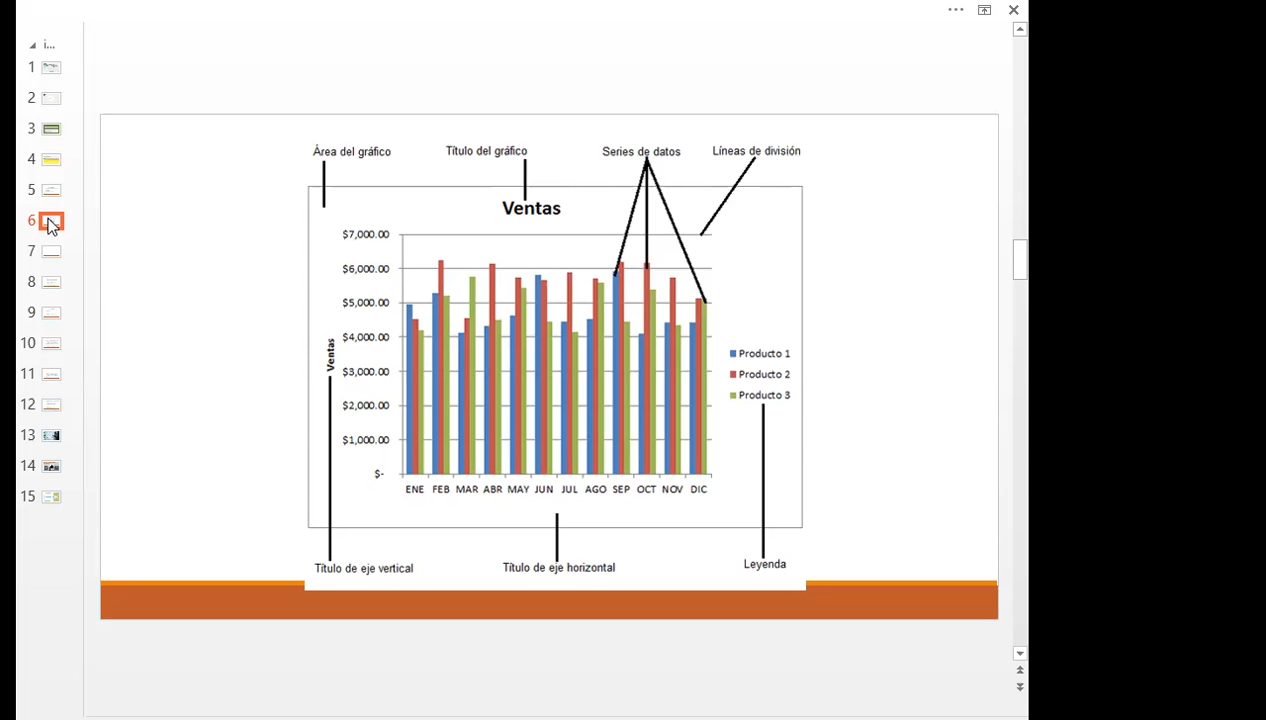 i...
1
2
3
4
5
6
7
8
9
10
11
12
13
14
15
Área del gráfico
Título del gráfico
Series de datos
Líneas de división
Ventas
$7,000.00
$6,000.00
$5,000.00
$4,000.00
$3,000.00
$2,000.00
$1,000.00
$-
Ventas
ENE FEB MAR ABR MAY JUN JUL AGO SEP OCT NOV DIC
Producto 1
Producto 2
Producto 3
Título de eje vertical
Título de eje horizontal
Leyenda